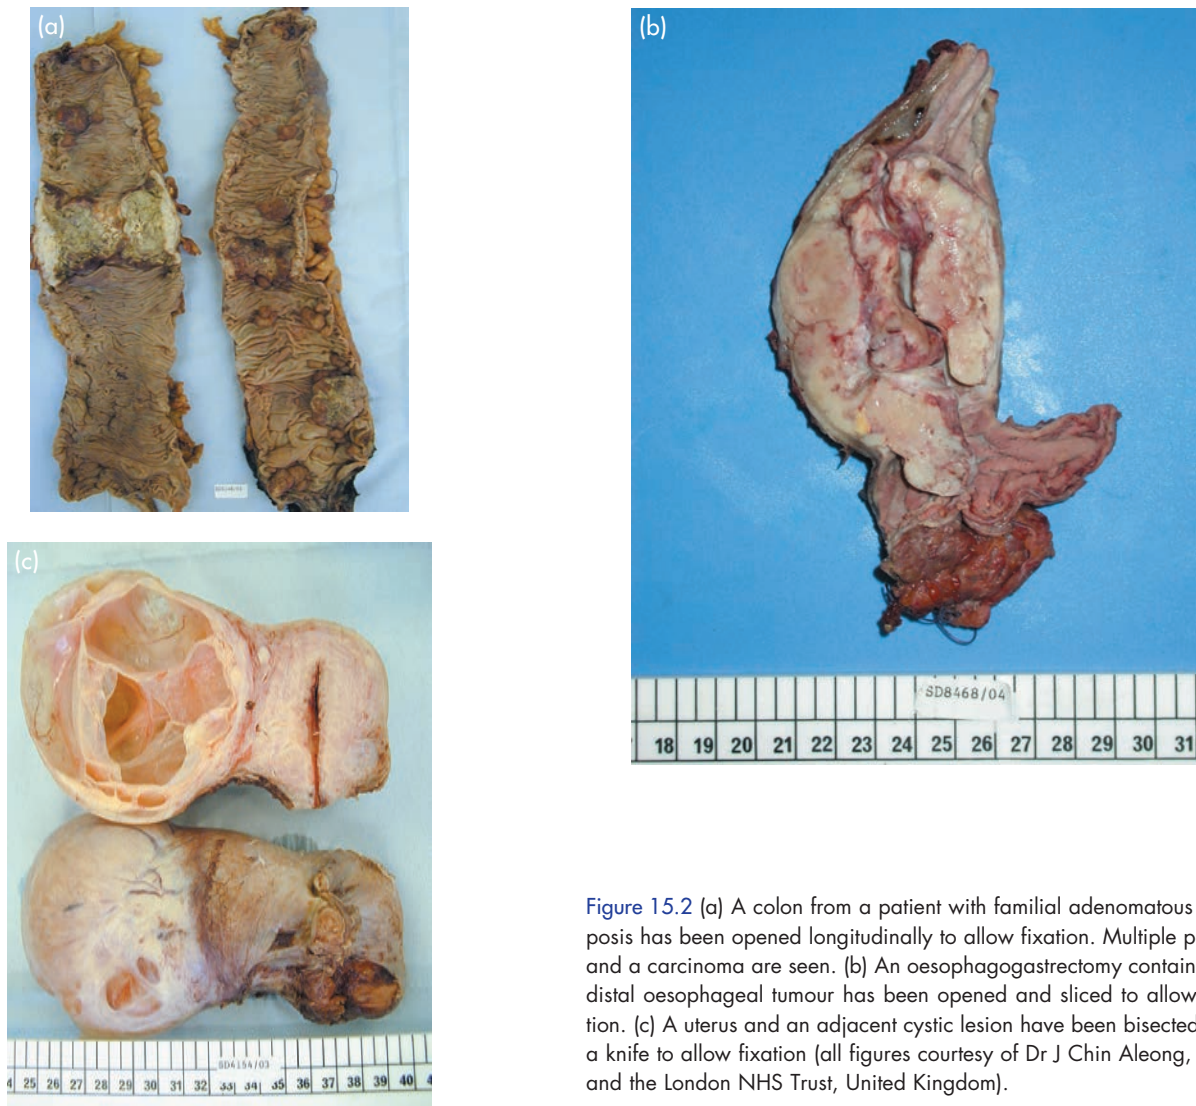 (a)
(b)
SD8468/04
18 19 20 21 22 23 24 25 26 27 28 29 30 31
(c)
SD4154/03
25 26 27 28 29 30 31 32 33 34 35 36 37 38 39 40
Figure 15.2 (a) A colon from a patient with familial adenomatous
posis has been opened longitudinally to allow fixation. Multiple p
and a carcinoma are seen. (b) An oesophagogastrectomy contain
distal oesophageal tumour has been opened and sliced to allow
tion. (c) A uterus and an adjacent cystic lesion have been bisected
a knife to allow fixation (all figures courtesy of Dr J Chin Aleong,
and the London NHS Trust, United Kingdom).